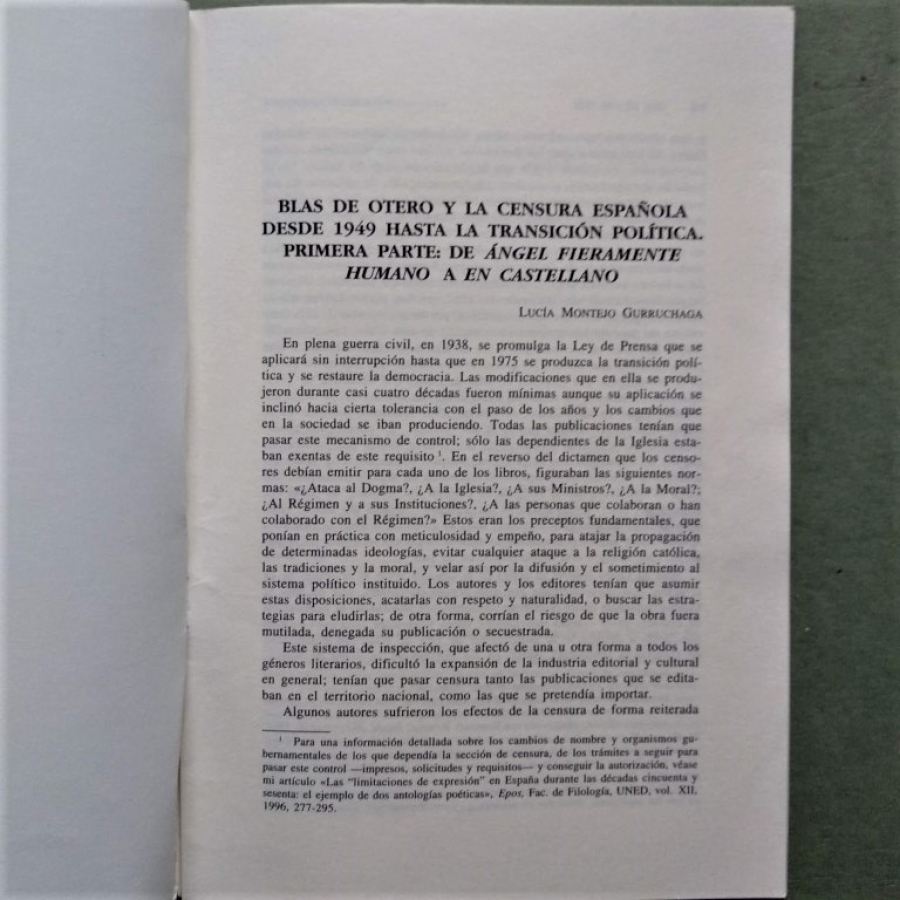 BLAS DE OTERO Y LA CENSURA ESPAÑOLA
DESDE 1949 HASTA LA TRANSICIÓN POLÍTICA.
PRIMERA PARTE: DE ÁNGEL FIERAMENTE
HUMANO A EN CASTELLANO
LUCÍA MONTEJO GURRUCHAGA
En plena guerra civil, en 1938, se promulga la Ley de Prensa que se
aplicará sin interrupción hasta que en 1975 se produzca la transición polí-
tica y se restaure la democracia. Las modificaciones que en ella se produ-
jeron durante casi cuatro décadas fueron mínimas aunque su aplicación se
inclinó hacia cierta tolerancia con el paso de los años y los cambios que
en la sociedad se iban produciendo. Todas las publicaciones tenían que
pasar este mecanismo de control; sólo las dependientes de la Iglesia esta-
ban exentas de este requisito ¹. En el reverso del dictamen que los censo-
res debían emitir para cada uno de los libros, figuraban las siguientes nor-
mas: «¿Ataca al Dogma?, ¿A la Iglesia?, ¿A sus Ministros?, ¿A la Moral?;
¿Al Régimen y a sus Instituciones?, ¿A las personas que colaboran o han
colaborado con el Régimen?» Estos eran los preceptos fundamentales, que
ponían en práctica con meticulosidad y empeño, para atajar la propagación
de determinadas ideologías, evitar cualquier ataque a la religión católica,
las tradiciones y la moral, y velar así por la difusión y el sometimiento al
sistema político instituido. Los autores y los editores tenían que asumir
estas disposiciones, acatarlas con respeto y naturalidad, o buscar las estra-
tegias para eludirlas; de otra forma, corrían el riesgo de que la obra fuera
mutilada, denegada su publicación o secuestrada.
Este sistema de inspección, que afectó de una u otra forma a todos los
géneros literarios, dificultó la expansión de la industria editorial y cultural
en general; tenían que pasar censura tanto las publicaciones que se edita-
ban en el territorio nacional, como las que se pretendía importar.
Algunos autores sufrieron los efectos de la censura de forma reiterada
¹ Para una información detallada sobre los cambios de nombre y organismos gu-
bernamentales de los que dependía la sección de censura, de los trámites a seguir para
pasar este control —impresos, solicitudes y requisitos— y conseguir la autorización, véase
mi artículo «Las "limitaciones de expresión" en España durante las décadas cincuenta y
sesenta: el ejemplo de dos antologías poéticas», Epos, Fac. de Filología, UNED, vol. XII,
1996, 277-295.